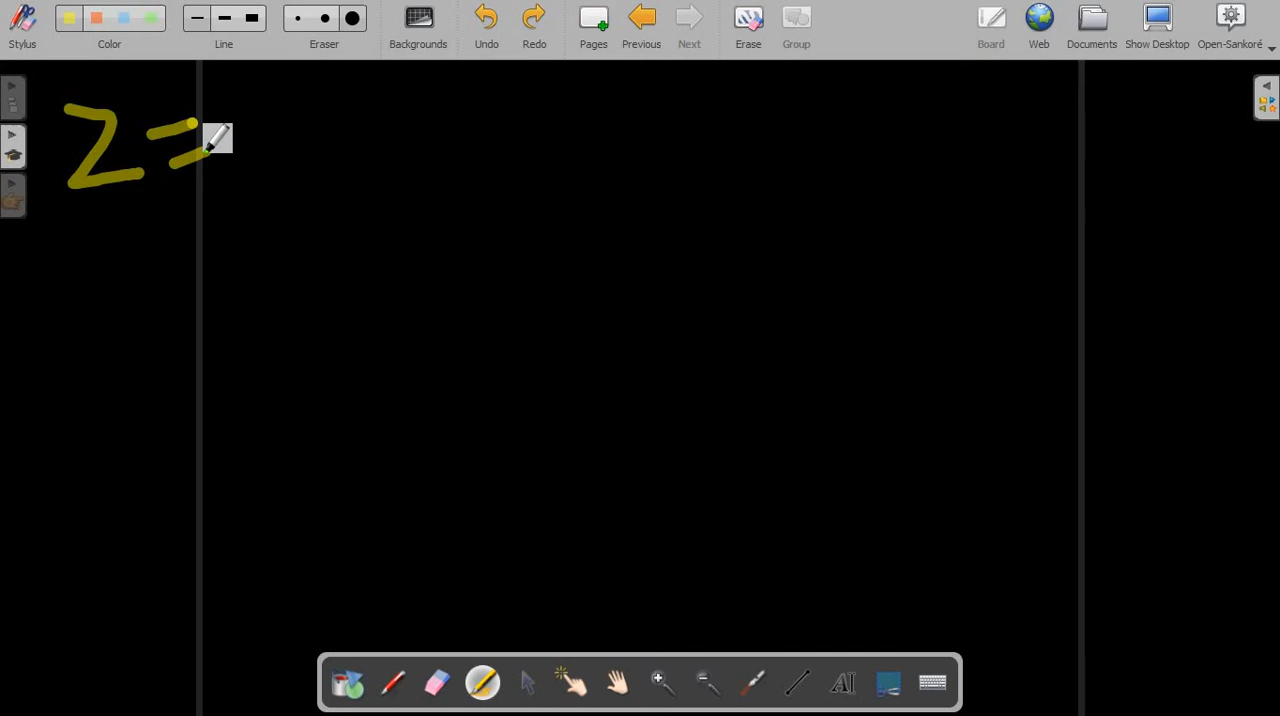 Stylus Color Line Eraser Backgrounds Undo Redo Pages Previous Next Erase Group Board Web Documents Show Desktop Open-Sankoré
Z=
AI